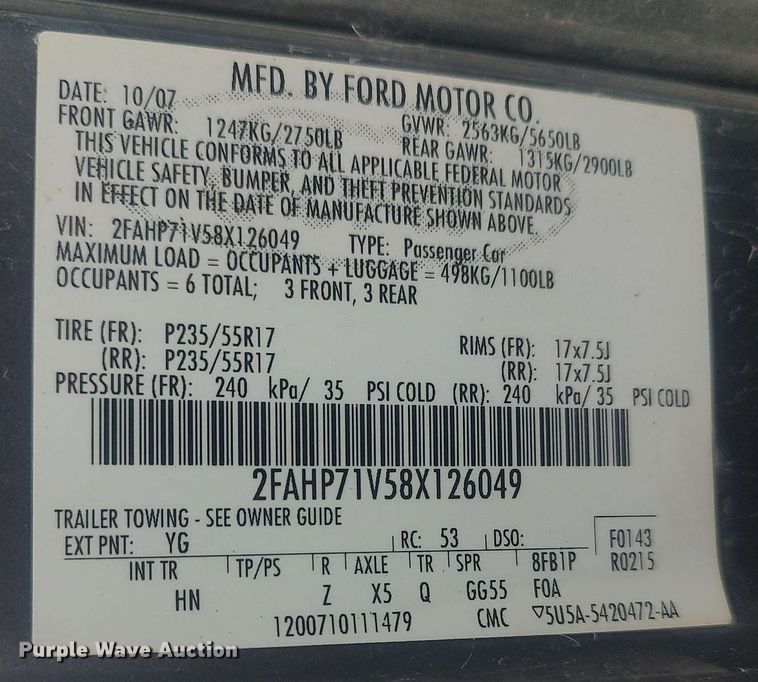 MFD. BY FORD MOTOR CO.
DATE: 10/07 GVWR: 2563KG/5650LB
FRONT GAWR: 1247KG/2750LB REAR GAWR: 1315KG/2900LB
THIS VEHICLE CONFORMS TO ALL APPLICABLE FEDERAL MOTOR
VEHICLE SAFETY, BUMPER, AND THEFT PREVENTION STANDARDS
IN EFFECT ON THE DATE OF MANUFACTURE SHOWN ABOVE.
VIN: 2FAHP71V58X126049 TYPE: Passenger Car
MAXIMUM LOAD = OCCUPANTS + LUGGAGE = 498KG/1100LB
OCCUPANTS = 6 TOTAL; 3 FRONT, 3 REAR
TIRE (FR): P235/55R17 RIMS (FR): 17x7.5J
(RR): P235/55R17 (RR): 17x7.5J
PRESSURE (FR): 240 kPa/ 35 PSI COLD (RR): 240 kPa/ 35 PSI COLD
2FAHP71V58X126049
TRAILER TOWING - SEE OWNER GUIDE
EXT PNT: YG RC: 53 DSO: F0143
INT TR TP/PS R AXLE TR SPR 8FB1P R0215
HN Z X5 Q GG55 F0A
1200710111479 CMC ▽5U5A-5420472-AA
Purple Wave Auction